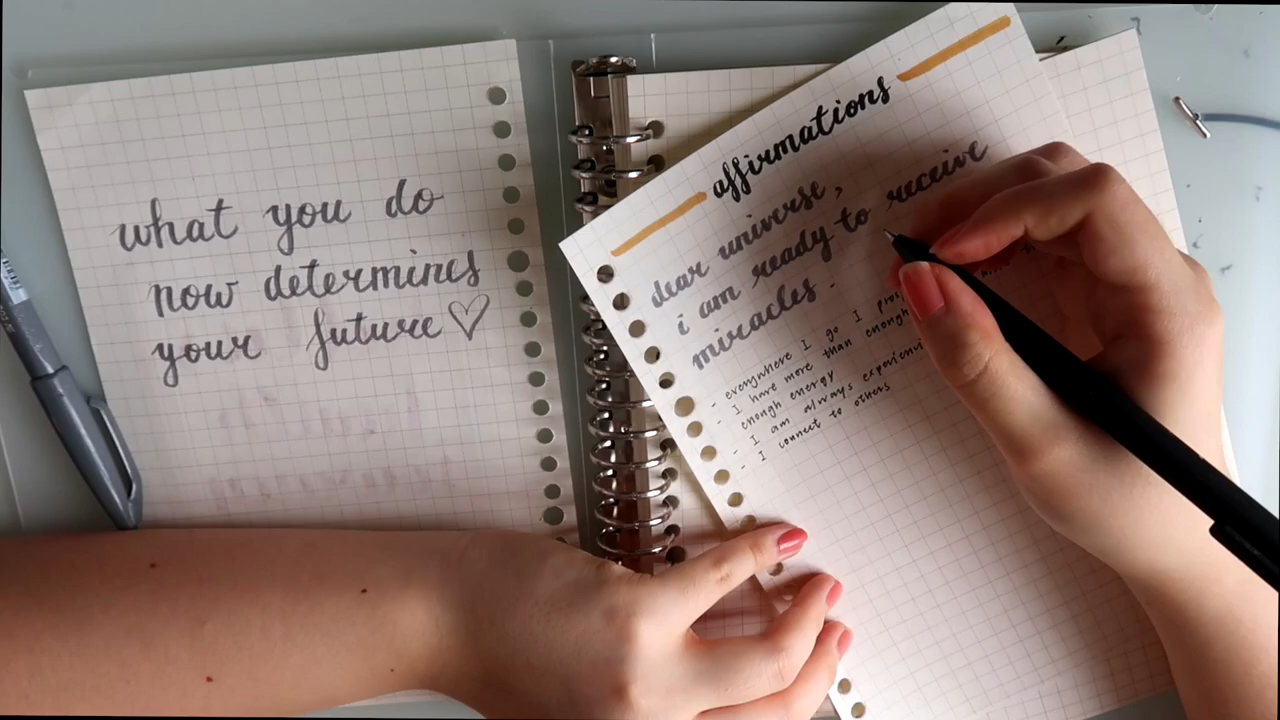 what you do
now determines
your future ♡
affirmations
dear universe,
i am ready to receive
miracles.
- everywhere I go I
- I have more than enough
enough energy
- I am always
- I connect to others